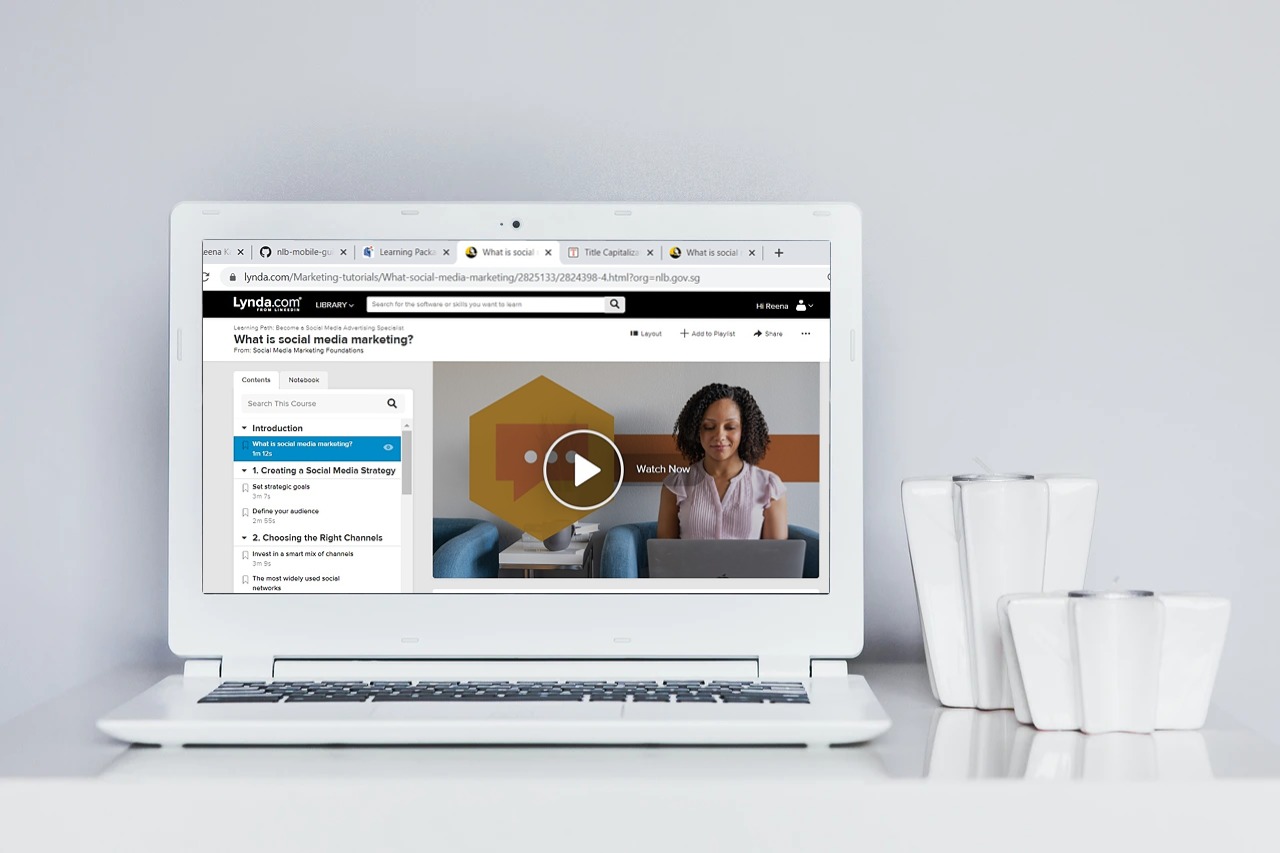 nlb-mobile-gu
Learning Packa
What is social
Title Capitaliza
What is social
lynda.com/Marketing-tutorials/What-social-media-marketing/2825133/2824398-4.html?org=nlb.gov.sg
Lynda.com
FROM LINKEDIN
LIBRARY
Search for the software or skills you want to learn
Hi Reena
Learning Path: Become a Social Media Advertising Specialist
What is social media marketing?
From: Social Media Marketing Foundations
Layout
Add to Playlist
Share
Contents
Notebook
Search This Course
Introduction
What is social media marketing?
1m 12s
1. Creating a Social Media Strategy
Set strategic goals
3m 7s
Define your audience
2m 55s
2. Choosing the Right Channels
Invest in a smart mix of channels
3m 9s
The most widely used social
networks
Watch Now